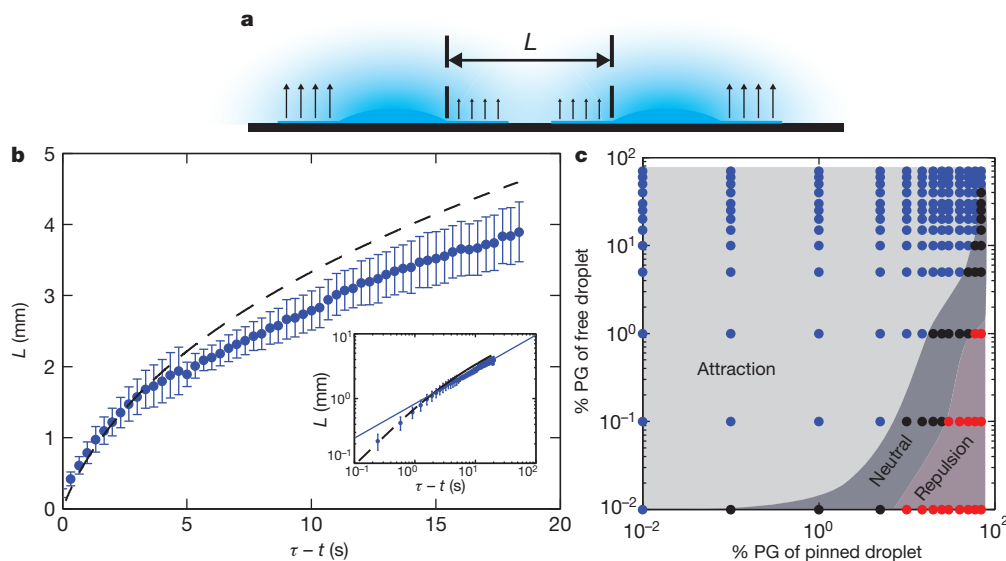 a
L
b
5
4
3
2
1
0
L (mm)
0
5
10
15
20
τ – t (s)
10¹
10⁰
10⁻¹
L (mm)
10⁻¹
10⁰
10¹
10²
τ – t (s)
c
10²
10¹
10⁰
10⁻¹
10⁻²
% PG of free droplet
Attraction
Neutral
Repulsion
10⁻²
10⁰
10²
% PG of pinned droplet